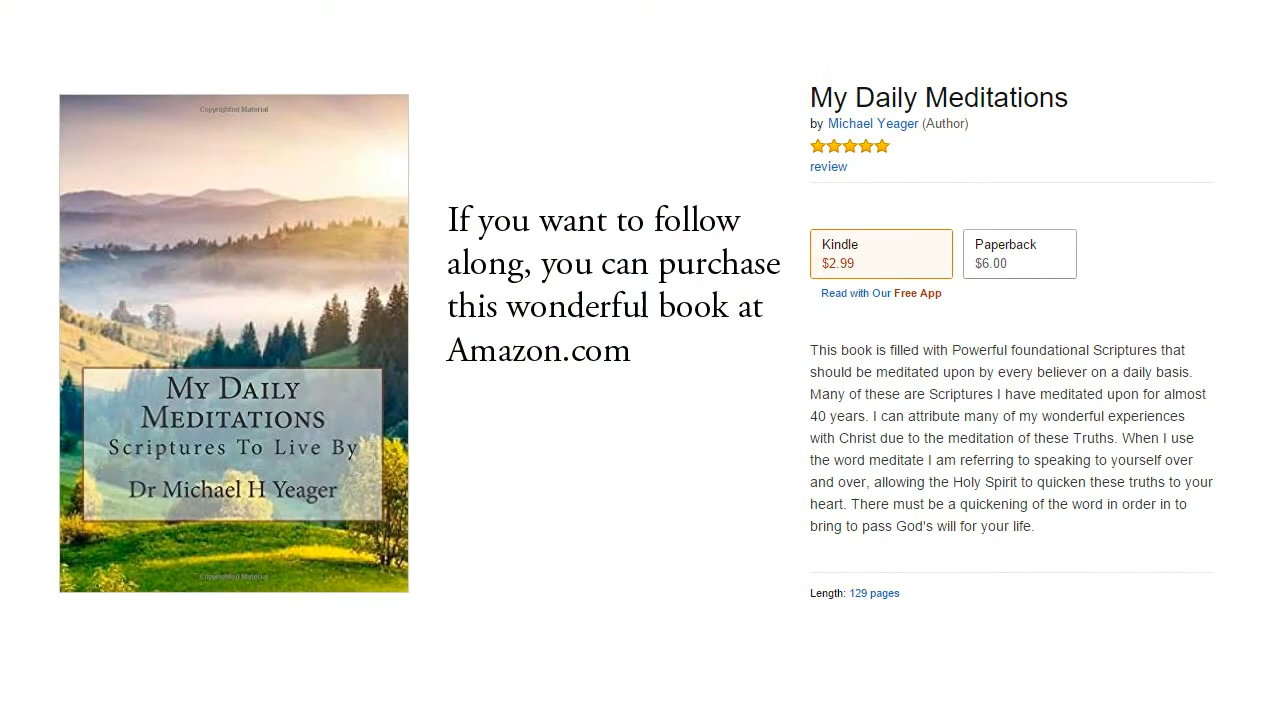 Copyrighted Material
My Daily
Meditations
Scriptures To Live By
Dr Michael H Yeager
Copyrighted Material
If you want to follow
along, you can purchase
this wonderful book at
Amazon.com
My Daily Meditations
by Michael Yeager (Author)
review
Kindle
$2.99
Paperback
$6.00
Read with Our Free App
This book is filled with Powerful foundational Scriptures that
should be meditated upon by every believer on a daily basis.
Many of these are Scriptures I have meditated upon for almost
40 years. I can attribute many of my wonderful experiences
with Christ due to the meditation of these Truths. When I use
the word meditate I am referring to speaking to yourself over
and over, allowing the Holy Spirit to quicken these truths to your
heart. There must be a quickening of the word in order in to
bring to pass God's will for your life.
Length: 129 pages